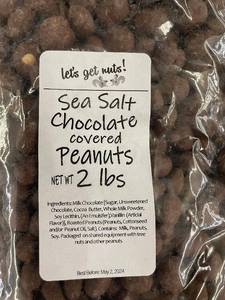 let's get nuts!
Sea Salt
Chocolate
covered
Peanuts
NET WT 2 lbs
Ingredients: Milk Chocolate [Sugar, Unsweetened
Chocolate, Cocoa Butter, Whole Milk Powder,
Soy Lecithin, (An Emulsifer)Vanillin (Articial
Flavor)], Roasted Peanuts (Peanuts, Cottonseed
and/or Peanut Oil, Salt). Contains: Milk, Peanuts,
Soy. Packaged on shared equipment with tree
nuts and other peanuts.
Best Before: May 2, 2024